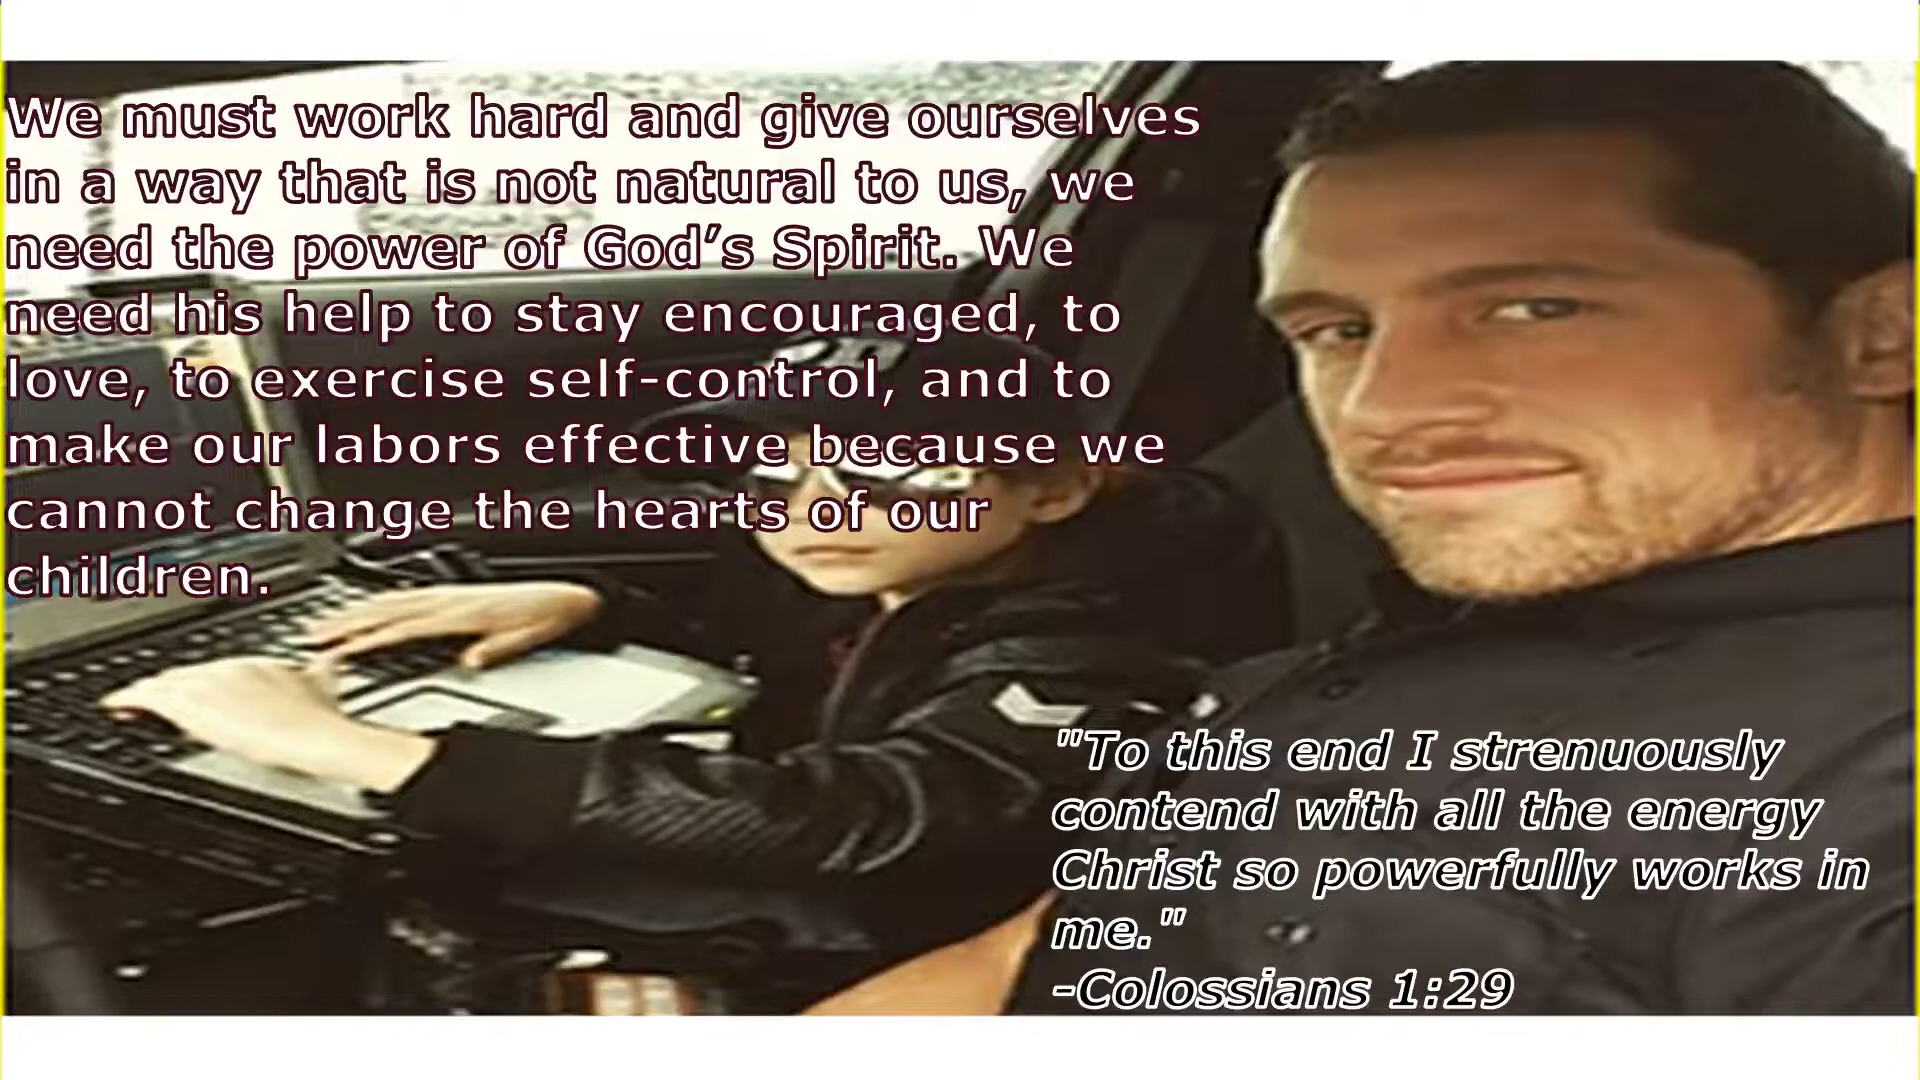 We must work hard and give ourselves
in a way that is not natural to us, we
need the power of God’s Spirit. We
need his help to stay encouraged, to
love, to exercise self-control, and to
make our labors effective because we
cannot change the hearts of our
children.
"To this end I strenuously
contend with all the energy
Christ so powerfully works in
me."
-Colossians 1:29